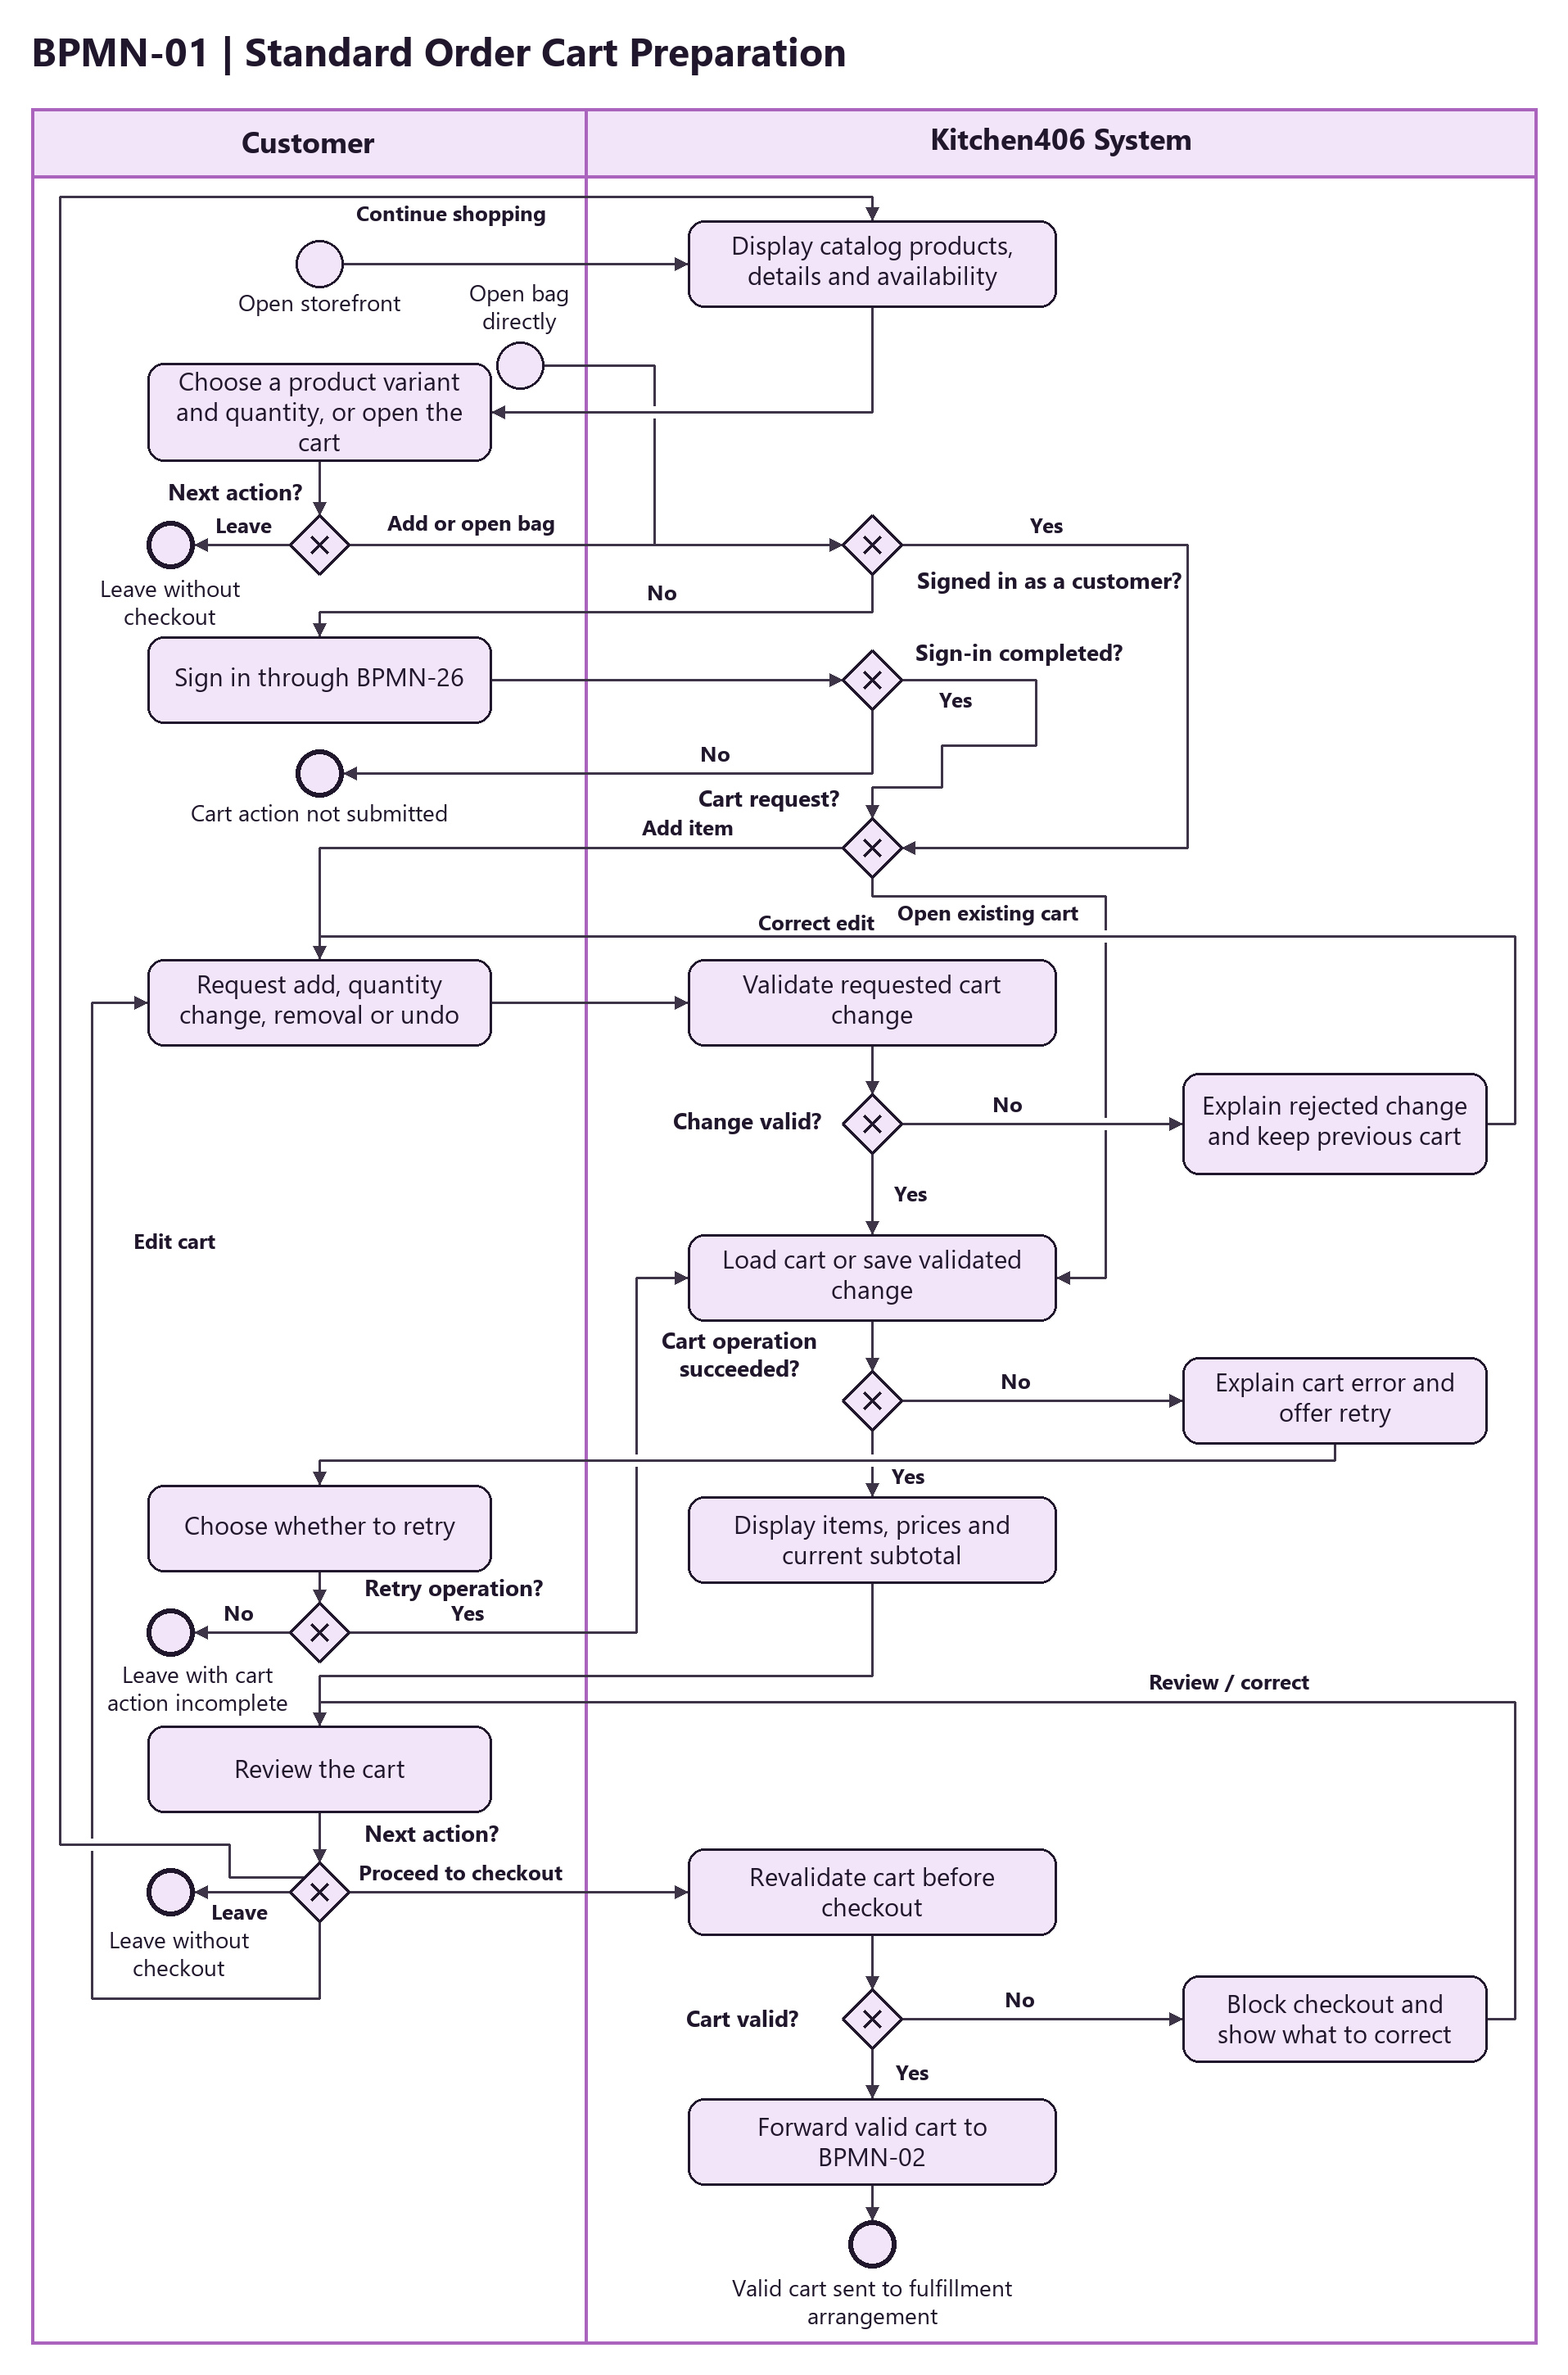 BPMN-01 | Standard Order Cart Preparation
Customer
Kitchen406 System
Continue shopping
Open storefront
Display catalog products,
details and availability
Open bag
directly
Choose a product variant
and quantity, or open the
cart
Next action?
Leave
Add or open bag
Yes
Leave without
checkout
Signed in as a customer?
No
Sign in through BPMN-26
Sign-in completed?
Yes
No
Cart action not submitted
Cart request?
Add item
Open existing cart
Correct edit
Request add, quantity
change, removal or undo
Validate requested cart
change
Change valid?
No
Explain rejected change
and keep previous cart
Yes
Edit cart
Load cart or save validated
change
Cart operation
succeeded?
No
Explain cart error and
offer retry
Yes
Choose whether to retry
Display items, prices and
current subtotal
Retry operation?
No
Yes
Leave with cart
action incomplete
Review / correct
Review the cart
Next action?
Proceed to checkout
Leave
Leave without
checkout
Revalidate cart before
checkout
Cart valid?
No
Block checkout and
show what to correct
Yes
Forward valid cart to
BPMN-02
Valid cart sent to fulfillment
arrangement